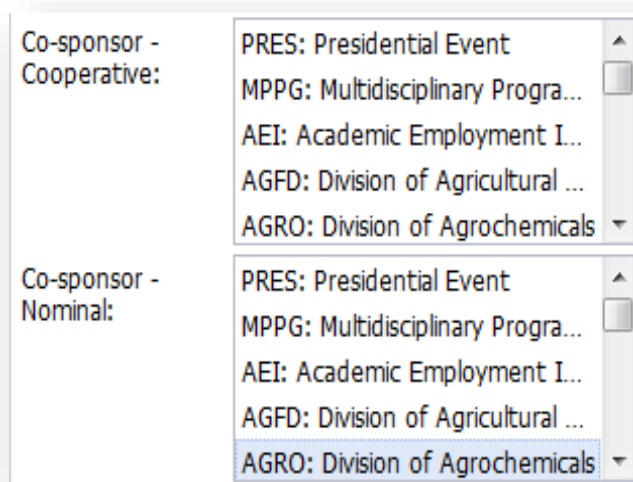 Co-sponsor -
Cooperative:
PRES: Presidential Event
MPPG: Multidisciplinary Progra...
AEI: Academic Employment I...
AGFD: Division of Agricultural ...
AGRO: Division of Agrochemicals
Co-sponsor -
Nominal:
PRES: Presidential Event
MPPG: Multidisciplinary Progra...
AEI: Academic Employment I...
AGFD: Division of Agricultural ...
AGRO: Division of Agrochemicals